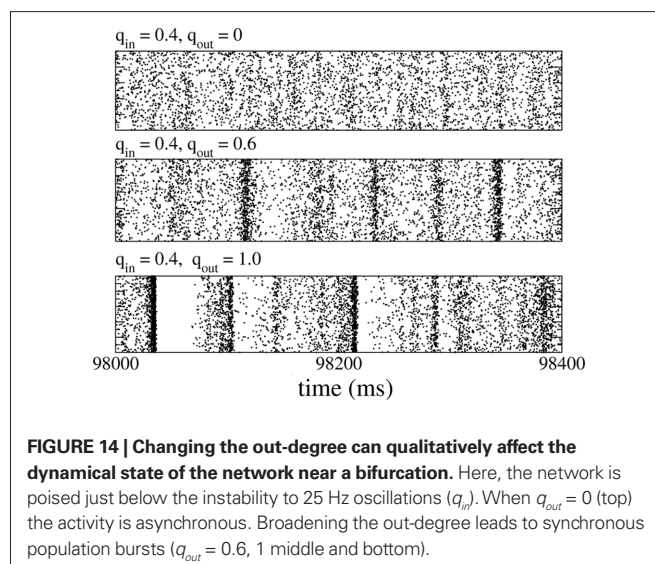 q_in = 0.4, q_out = 0
q_in = 0.4, q_out = 0.6
q_in = 0.4, q_out = 1.0
98000 98200 98400
time (ms)
FIGURE 14 | Changing the out-degree can qualitatively affect the
dynamical state of the network near a bifurcation. Here, the network is
poised just below the instability to 25 Hz oscillations (q_in). When q_out = 0 (top)
the activity is asynchronous. Broadening the out-degree leads to synchronous
population bursts (q_out = 0.6, 1 middle and bottom).